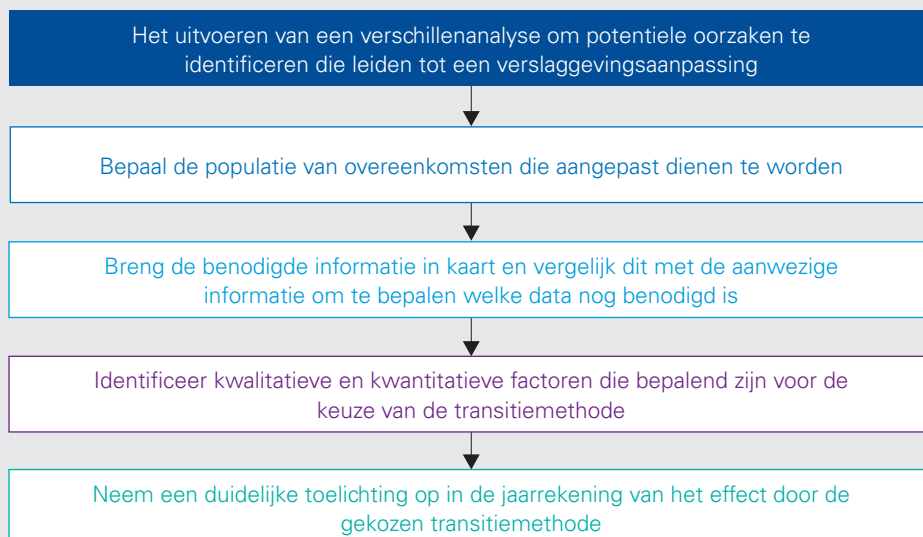 Het uitvoeren van een verschillenanalyse om potentiele oorzaken te
identificeren die leiden tot een verslaggevingsaanpassing
Bepaal de populatie van overeenkomsten die aangepast dienen te worden
Breng de benodigde informatie in kaart en vergelijk dit met de aanwezige
informatie om te bepalen welke data nog benodigd is
Identificeer kwalitatieve en kwantitatieve factoren die bepalend zijn voor de
keuze van de transitiemethode
Neem een duidelijke toelichting op in de jaarrekening van het effect door de
gekozen transitiemethode